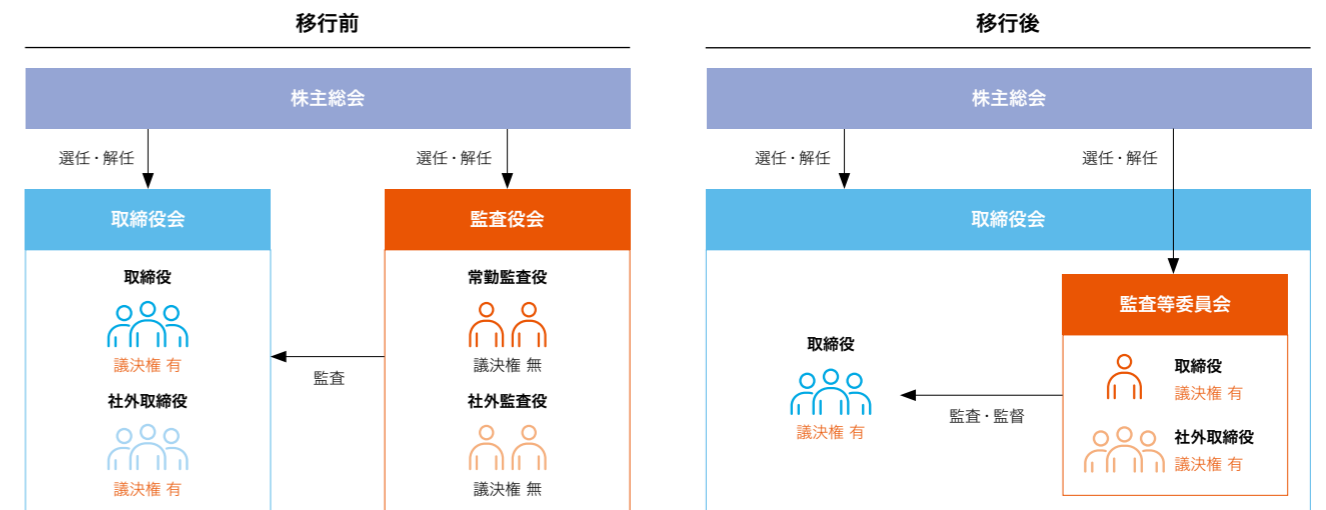 移行前
株主総会
選任・解任
選任・解任
取締役会
監査役会
取締役
議決権 有
社外取締役
議決権 有
監査
常勤監査役
議決権 無
社外監査役
議決権 無
移行後
株主総会
選任・解任
選任・解任
取締役会
取締役
議決権 有
監査・監督
監査等委員会
取締役
議決権 有
社外取締役
議決権 有